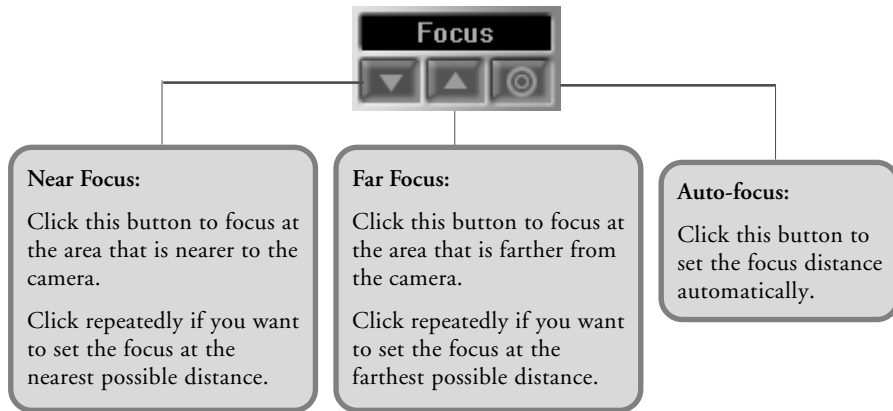 Focus
Near Focus:
Click this button to focus at
the area that is nearer to the
camera.
Click repeatedly if you want
to set the focus at the
nearest possible distance.
Far Focus:
Click this button to focus at
the area that is farther from
the camera.
Click repeatedly if you want
to set the focus at the
farthest possible distance.
Auto-focus:
Click this button to
set the focus distance
automatically.